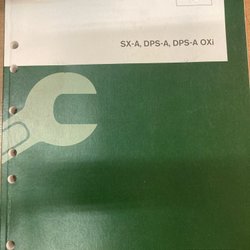 SX-A, DPS-A, DPS-A OXi